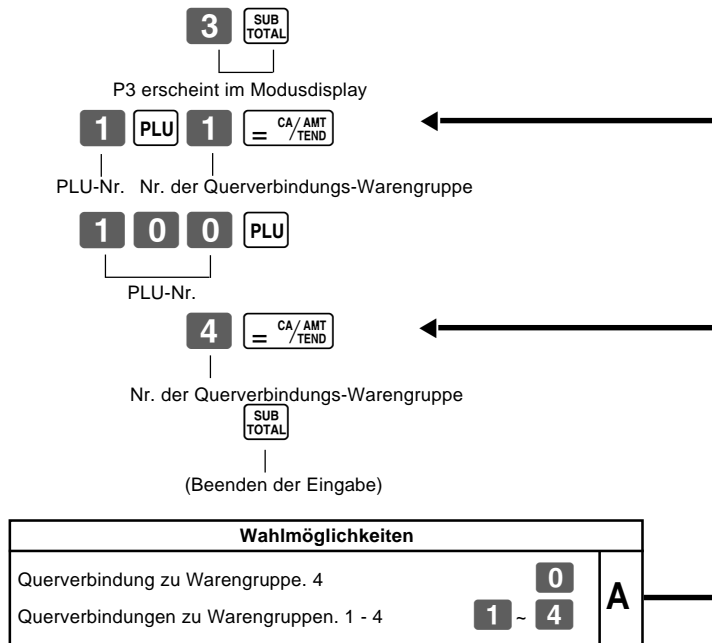 3 SUB TOTAL
P3 erscheint im Modusdisplay
1 PLU 1 = CA/AMT TEND
PLU-Nr. Nr. der Querverbindungs-Warengruppe
1 0 0 PLU
PLU-Nr.
4 = CA/AMT TEND
Nr. der Querverbindungs-Warengruppe
SUB TOTAL
(Beenden der Eingabe)
Wahlmöglichkeiten
Querverbindung zu Warengruppe. 4 0
A
Querverbindungen zu Warengruppen. 1 - 4 1 ~ 4